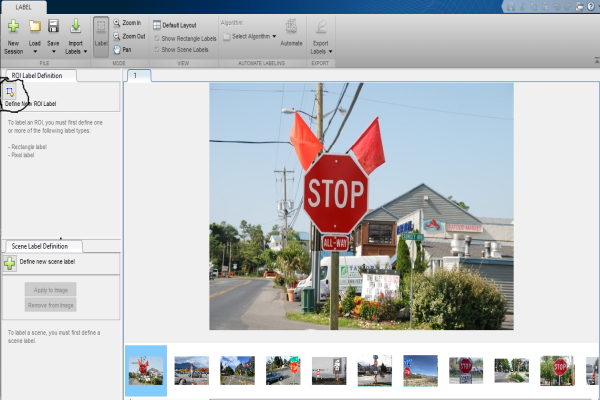 LABEL
New Session
Load
Save
Import Labels
Label
Zoom In
Zoom Out
Pan
Default Layout
Show Rectangle Labels
Show Scene Labels
Algorithm:
Select Algorithm
Automate
Export Labels
FILE
MODE
VIEW
AUTOMATE LABELING
EXPORT
ROI Label Definition
Define New ROI Label
To label an ROI, you must first define one
or more of the following label types:
- Rectangle label
- Pixel label
Scene Label Definition
Define new scene label
Apply to Image
Remove from Image
To label a scene, you must first define a
scene label.
1
STOP
ALL-WAY
SEAFOOD MARKET